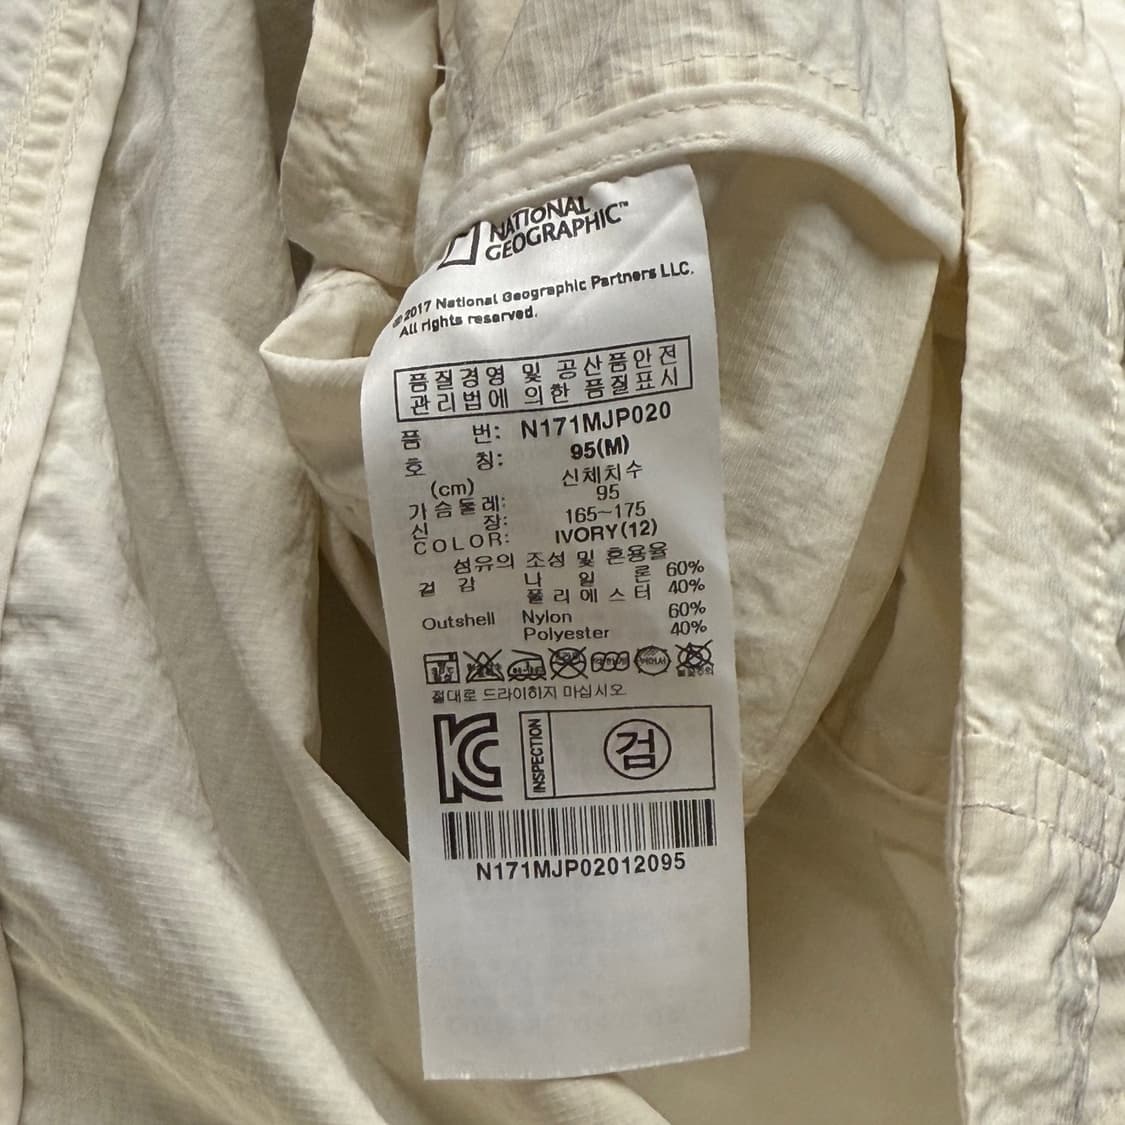 NATIONAL
GEOGRAPHIC™
© 2017 National Geographic Partners LLC.
All rights reserved.
품질경영 및 공산품안전
관리법에 의한 품질표시
품 번: N171MJP020
호 칭: 95(M)
(cm) 신체치수
가슴둘레: 95
신 장: 165~175
COLOR: IVORY(12)
섬유의 조성 및 혼용율
겉 감 나 일 론 60%
폴리에스터 40%
Outshell Nylon 60%
Polyester 40%
절대로 드라이하지 마십시오
KC
INSPECTION
검
N171MJP02012095